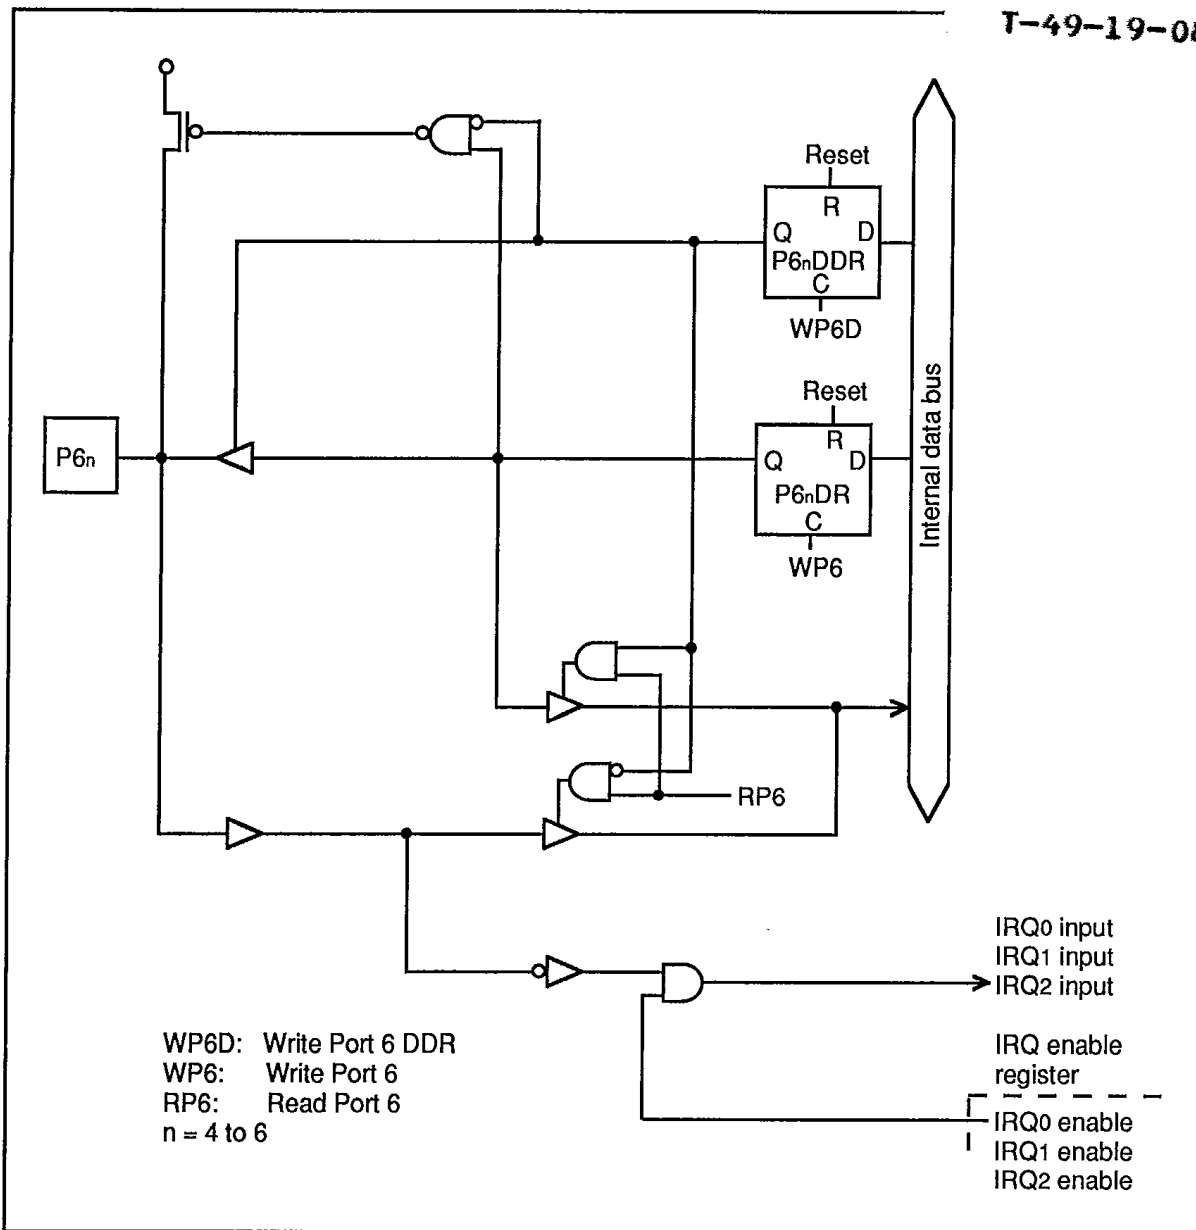 T-49-19-0
Reset
R
Q D
P6nDDR
C
WP6D
Reset
R
Q D
P6nDR
C
WP6
P6n
Internal data bus
RP6
IRQ0 input
IRQ1 input
IRQ2 input
IRQ enable
register
IRQ0 enable
IRQ1 enable
IRQ2 enable
WP6D: Write Port 6 DDR
WP6: Write Port 6
RP6: Read Port 6
n = 4 to 6